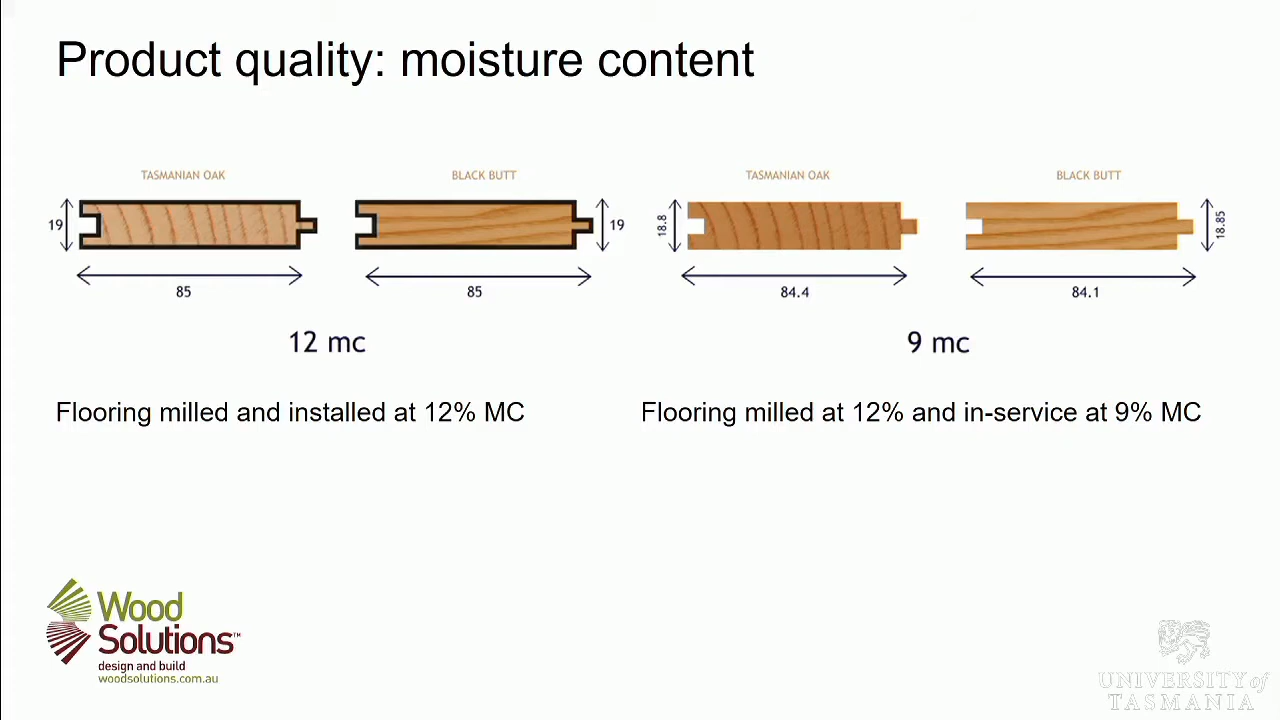 Product quality: moisture content
TASMANIAN OAK
BLACK BUTT
TASMANIAN OAK
BLACK BUTT
19
19
18.8
18.85
85
85
84.4
84.1
12 mc
9 mc
Flooring milled and installed at 12% MC
Flooring milled at 12% and in-service at 9% MC
Wood
Solutions™
design and build
woodsolutions.com.au
UNIVERSITY of
TASMANIA